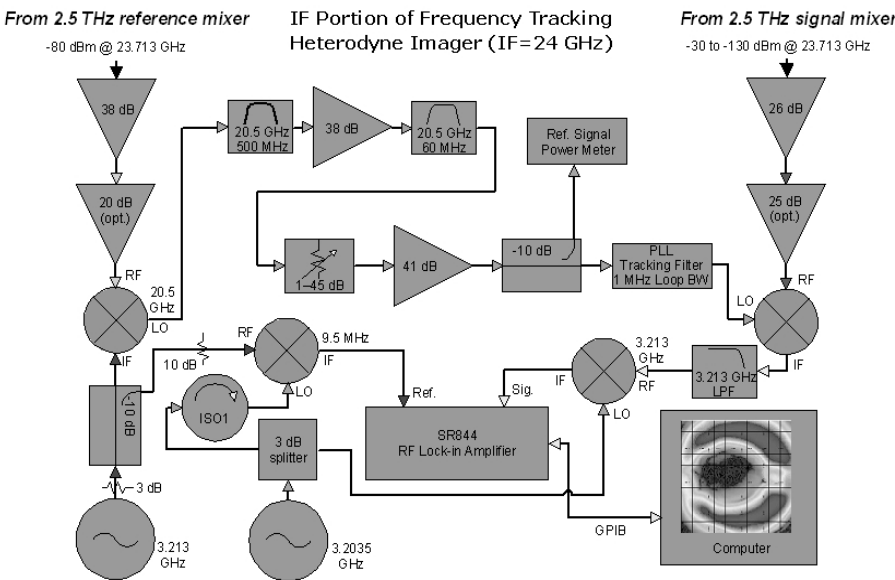 From 2.5 THz reference mixer
IF Portion of Frequency Tracking
Heterodyne Imager (IF=24 GHz)
From 2.5 THz signal mixer
-80 dBm @ 23.713 GHz
-30 to -130 dBm @ 23.713 GHz
38 dB
20.5 GHz
500 MHz
38 dB
20.5 GHz
60 MHz
Ref. Signal
Power Meter
26 dB
20 dB
(opt.)
25 dB
(opt.)
RF
20.5
GHz
LO
IF
1–45 dB
41 dB
-10 dB
PLL
Tracking Filter
1 MHz Loop BW
RF
LO
IF
10 dB
RF
9.5 MHz
IF
LO
3.213
GHz
RF
IF
LO
3.213 GHz
LPF
-10 dB
ISO1
Ref.
Sig.
3 dB
splitter
SR844
RF Lock-in Amplifier
3 dB
GPIB
3.213
GHz
3.2035
GHz
Computer